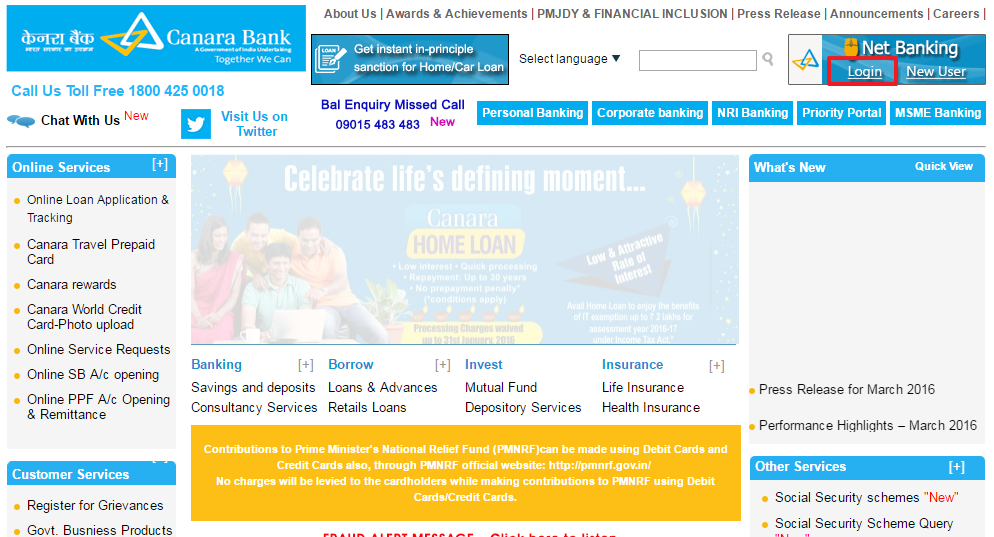 About Us | Awards & Achievements | PMJDY & FINANCIAL INCLUSION | Press Release | Announcements | Careers |
केनरा बैंक
भारत सरकार का उपक्रम
Canara Bank
A Government of India Undertaking
Together We Can
LOAN
Get instant in-principle
sanction for Home/Car Loan
Select language ▼
Net Banking
Login
New User
Call Us Toll Free 1800 425 0018
Chat With Us New
Visit Us on
Twitter
Bal Enquiry Missed Call
09015 483 483 New
Personal Banking
Corporate banking
NRI Banking
Priority Portal
MSME Banking
Online Services [+]
Online Loan Application &
Tracking
Canara Travel Prepaid
Card
Canara rewards
Canara World Credit
Card-Photo upload
Online Service Requests
Online SB A/c opening
Online PPF A/c Opening
& Remittance
Customer Services
Register for Grievances
Govt. Busniess Products
Celebrate life's defining moment...
Canara
HOME LOAN
• Low interest • Quick processing
• Repayment: Up to 30 years
• No prepayment penalty*
(*conditions apply)
Processing Charges waived
up to 31st January, 2016
Low & Attractive
Rate of
Interest
Avail Home Loan to enjoy the benefits
of IT exemption up to ₹ 2 lakhs for
assessment year 2016-17
under Income Tax Act.*
Banking [+]
Savings and deposits
Consultancy Services
Borrow [+]
Loans & Advances
Retails Loans
Invest
Mutual Fund
Depository Services
Insurance [+]
Life Insurance
Health Insurance
Contributions to Prime Minister's National Relief Fund (PMNRF)can be made using Debit Cards and
Credit Cards also, through PMNRF official website: http://pmnrf.gov.in/
No charges will be levied to the cardholders while making contributions to PMNRF using Debit
Cards/Credit Cards.
FRAUD ALERT MESSAGE - Click here to listen
What's New Quick View
Press Release for March 2016
Performance Highlights – March 2016
Other Services [+]
Social Security schemes "New"
Social Security Scheme Query
"New"